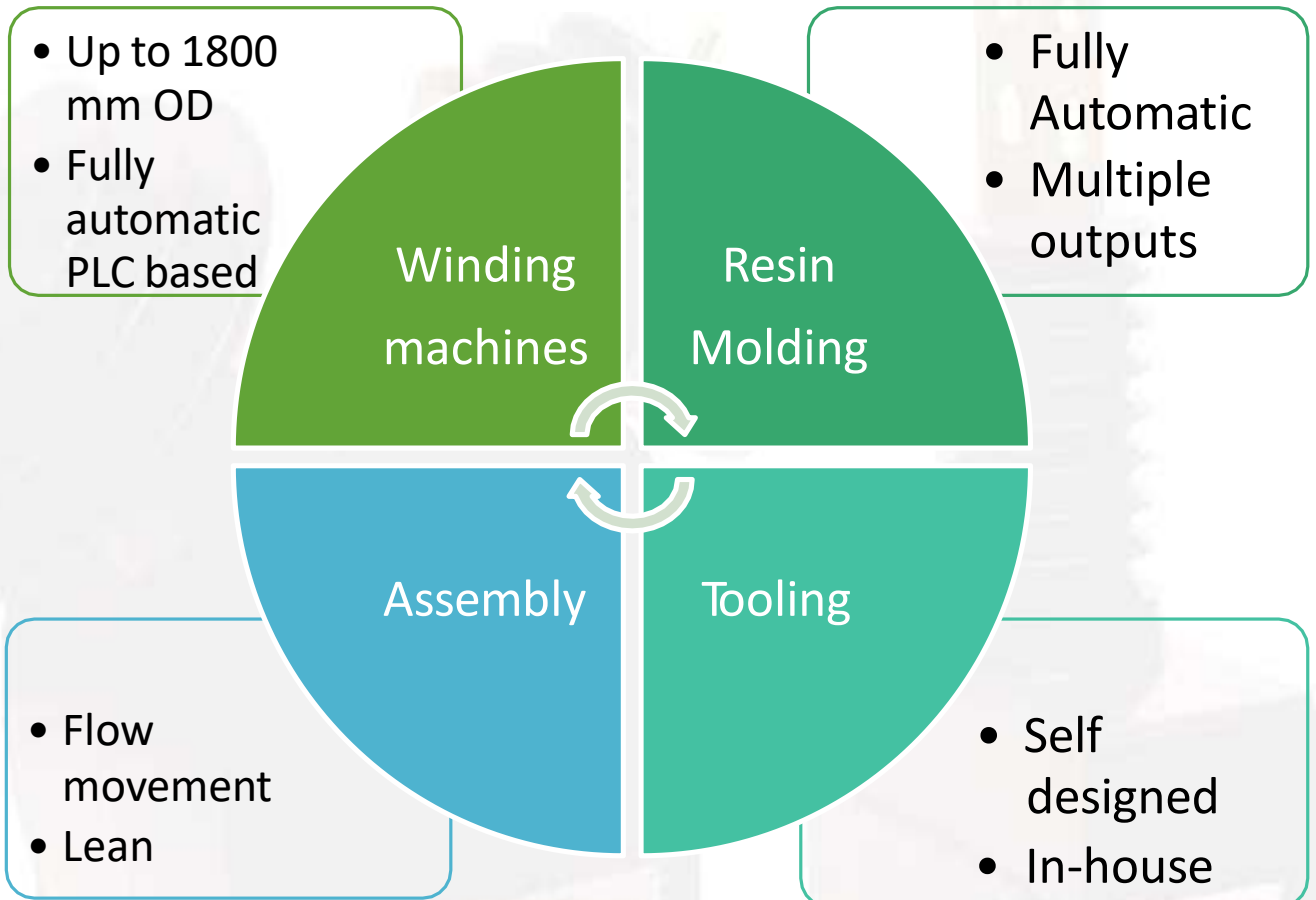 • Up to 1800
mm OD
• Fully
automatic
PLC based
• Fully
Automatic
• Multiple
outputs
Winding
machines
Resin
Molding
Assembly
Tooling
• Flow
movement
• Lean
• Self
designed
• In-house